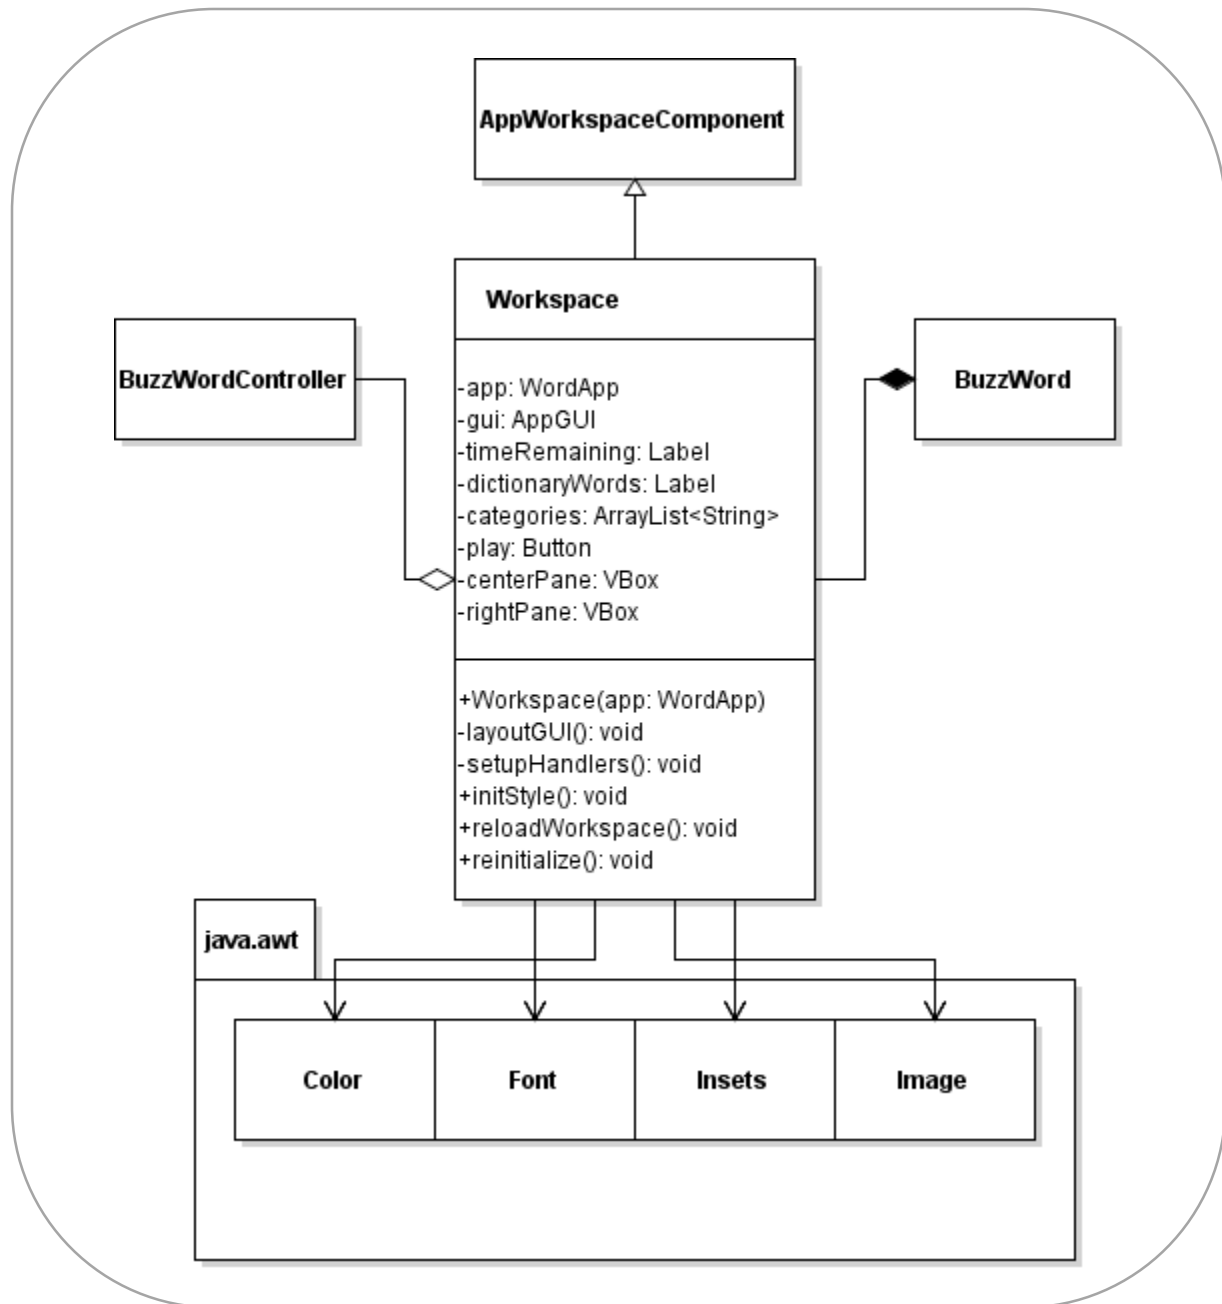 AppWorkspaceComponent
Workspace
BuzzWordController
BuzzWord
-app: WordApp
-gui: AppGUI
-timeRemaining: Label
-dictionaryWords: Label
-categories: ArrayList<String>
-play: Button
-centerPane: VBox
-rightPane: VBox
+Workspace(app: WordApp)
-layoutGUI(): void
-setupHandlers(): void
+initStyle(): void
+reloadWorkspace(): void
+reinitialize(): void
java.awt
Color
Font
Insets
Image